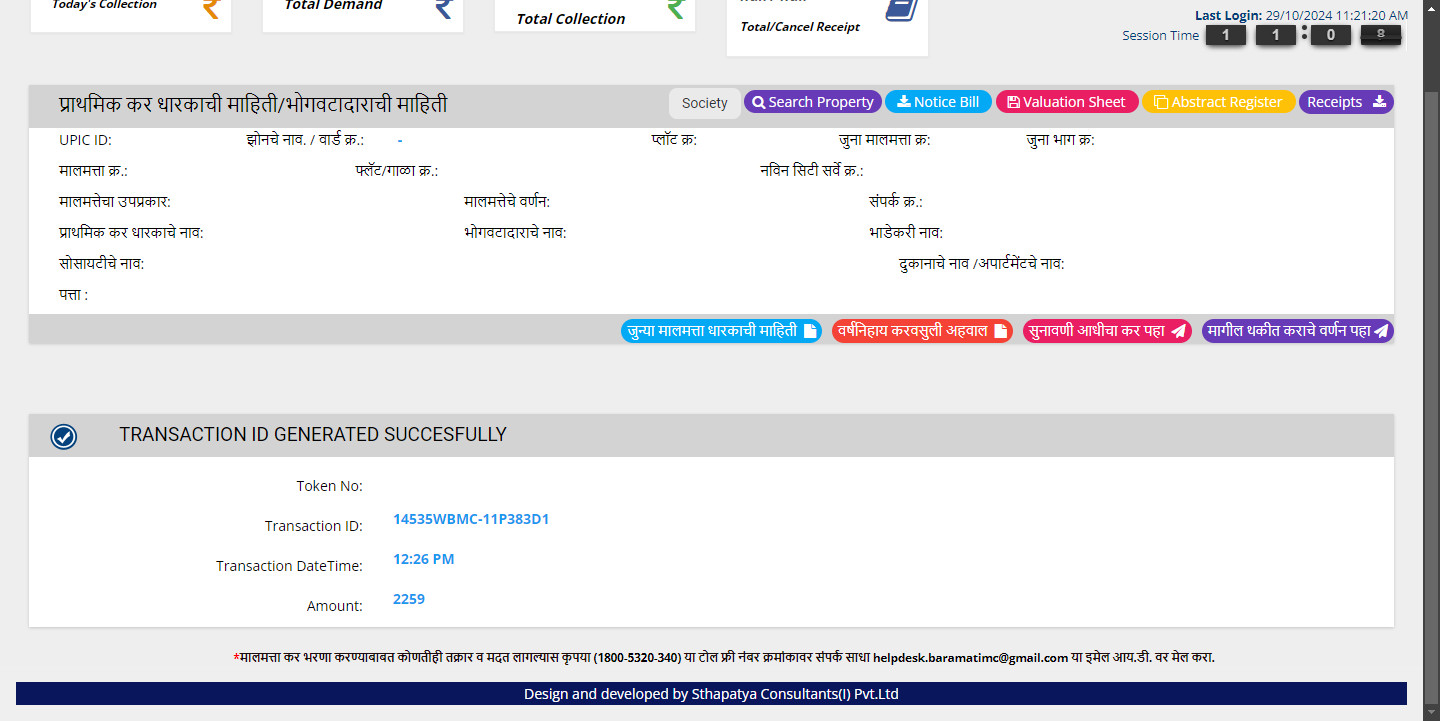 Today's Collection
Total Demand
Total Collection
Total/Cancel Receipt
Last Login: 29/10/2024 11:21:20 AM
Session Time 1 1 : 0 8
प्राथमिक कर धारकाची माहिती/भोगवटादाराची माहिती
Society Search Property Notice Bill Valuation Sheet Abstract Register Receipts
UPIC ID: झोनचे नाव. / वार्ड क्र.: - प्लॉट क्र: जुना मालमत्ता क्र: जुना भाग क्र:
मालमत्ता क्र.: फ्लॅट/गाळा क्र.: नविन सिटी सर्वे क्र.:
मालमत्तेचा उपप्रकार: मालमत्तेचे वर्णन: संपर्क क्र.:
प्राथमिक कर धारकाचे नाव: भोगवटादाराचे नाव: भाडेकरी नाव:
सोसायटीचे नाव: दुकानाचे नाव /अपार्टमेंटचे नाव:
पत्ता :
जुन्या मालमत्ता धारकाची माहिती वर्षनिहाय करवसुली अहवाल सुनावणी आधीचा कर पहा मागील थकीत कराचे वर्णन पहा
TRANSACTION ID GENERATED SUCCESFULLY
Token No:
Transaction ID: 14535WBMC-11P383D1
Transaction DateTime: 12:26 PM
Amount: 2259
*मालमत्ता कर भरणा करण्याबाबत कोणतीही तक्रार व मदत लागल्यास कृपया (1800-5320-340) या टोल फ्री नंबर क्रमांकावर संपर्क साधा helpdesk.baramatimc@gmail.com या इमेल आय.डी. वर मेल करा.
Design and developed by Sthapatya Consultants(I) Pvt.Ltd